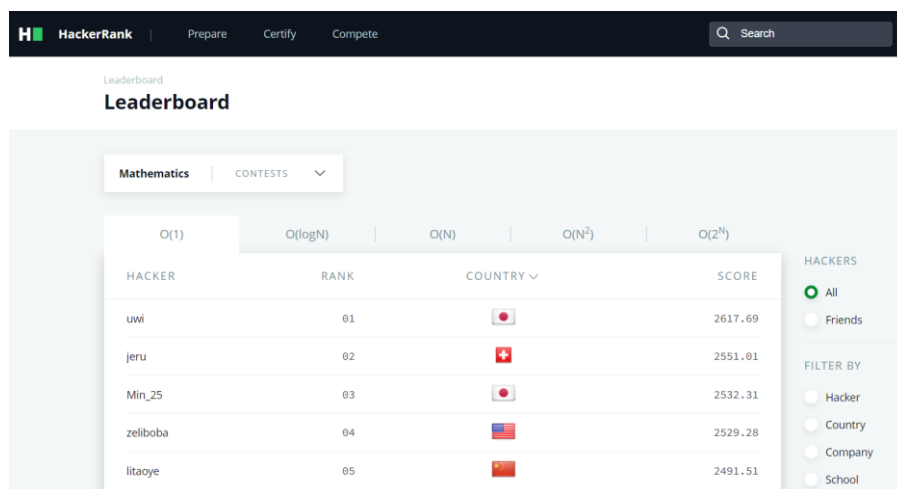 H HackerRank | Prepare Certify Compete Search
Leaderboard
Leaderboard
Mathematics | CONTESTS
O(1) O(logN) O(N) O(N²) O(2ᴺ)
HACKER RANK COUNTRY SCORE
uwi 01 2617.69
jeru 02 2551.01
Min_25 03 2532.31
zeliboba 04 2529.28
litaoye 05 2491.51
HACKERS
All
Friends
FILTER BY
Hacker
Country
Company
School